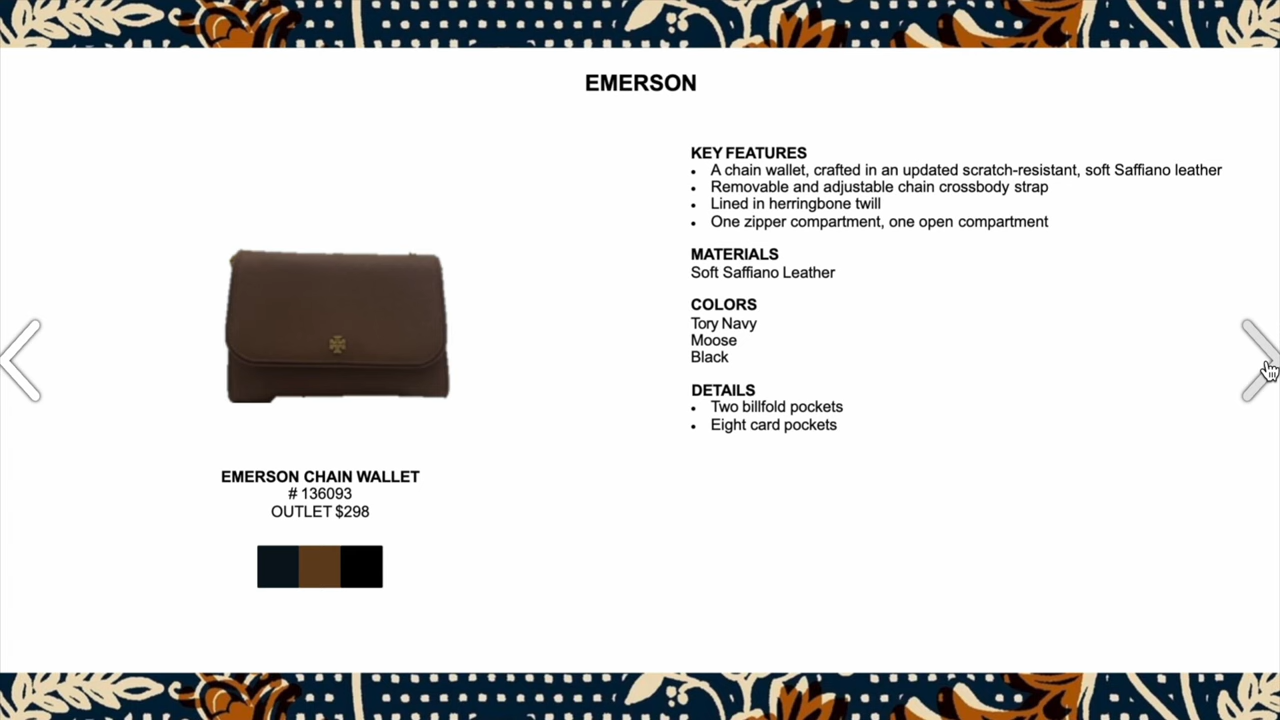 EMERSON
KEY FEATURES
• A chain wallet, crafted in an updated scratch-resistant, soft Saffiano leather
• Removable and adjustable chain crossbody strap
• Lined in herringbone twill
• One zipper compartment, one open compartment
MATERIALS
Soft Saffiano Leather
COLORS
Tory Navy
Moose
Black
DETAILS
• Two billfold pockets
• Eight card pockets
EMERSON CHAIN WALLET
# 136093
OUTLET $298